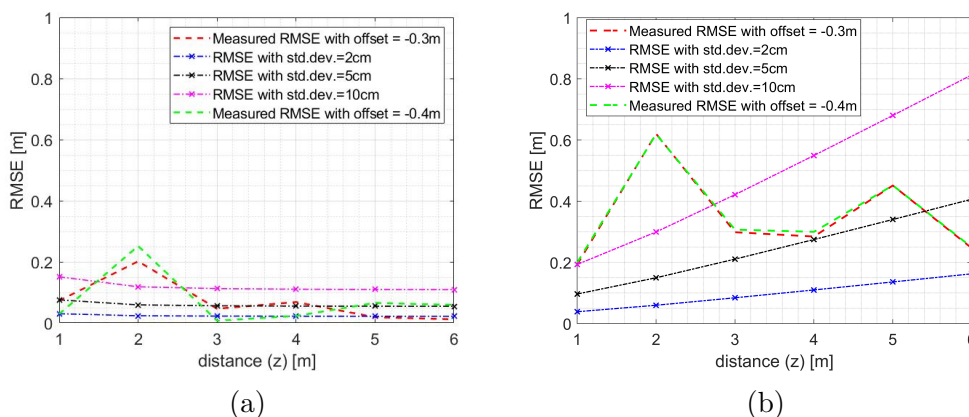 1
0.8
0.6
0.4
0.2
0
RMSE [m]
Measured RMSE with offset = -0.3m
RMSE with std.dev.=2cm
RMSE with std.dev.=5cm
RMSE with std.dev.=10cm
Measured RMSE with offset = -0.4m
1 2 3 4 5 6
distance (z) [m]
(a)
1
0.8
0.6
0.4
0.2
0
RMSE [m]
Measured RMSE with offset = -0.3m
RMSE with std.dev.=2cm
RMSE with std.dev.=5cm
RMSE with std.dev.=10cm
Measured RMSE with offset = -0.4m
1 2 3 4 5 6
distance (z) [m]
(b)